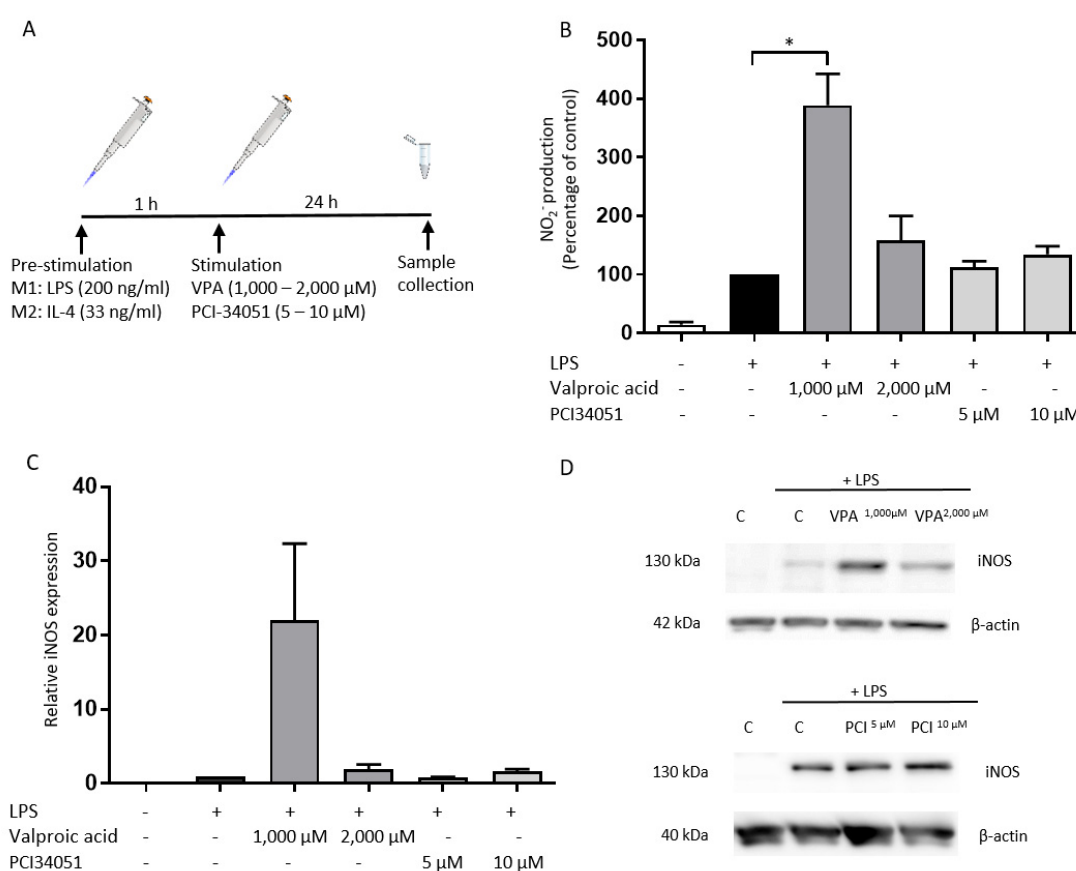 A
1 h
24 h
Pre-stimulation
M1: LPS (200 ng/ml)
M2: IL-4 (33 ng/ml)
Stimulation
VPA (1,000 – 2,000 µM)
PCI-34051 (5 – 10 µM)
Sample
collection
B
NO2- production
(Percentage of control)
500
400
300
200
100
0
*
LPS - + + + + +
Valproic acid - - 1,000 µM 2,000 µM - -
PCI34051 - - - - 5 µM 10 µM
C
Relative iNOS expression
40
30
20
10
0
LPS - + + + + +
Valproic acid - - 1,000 µM 2,000 µM - -
PCI34051 - - - - 5 µM 10 µM
D
+ LPS
C C VPA 1,000µM VPA2,000 µM
130 kDa iNOS
42 kDa β-actin
+ LPS
C C PCI 5 µM PCI 10 µM
130 kDa iNOS
40 kDa β-actin